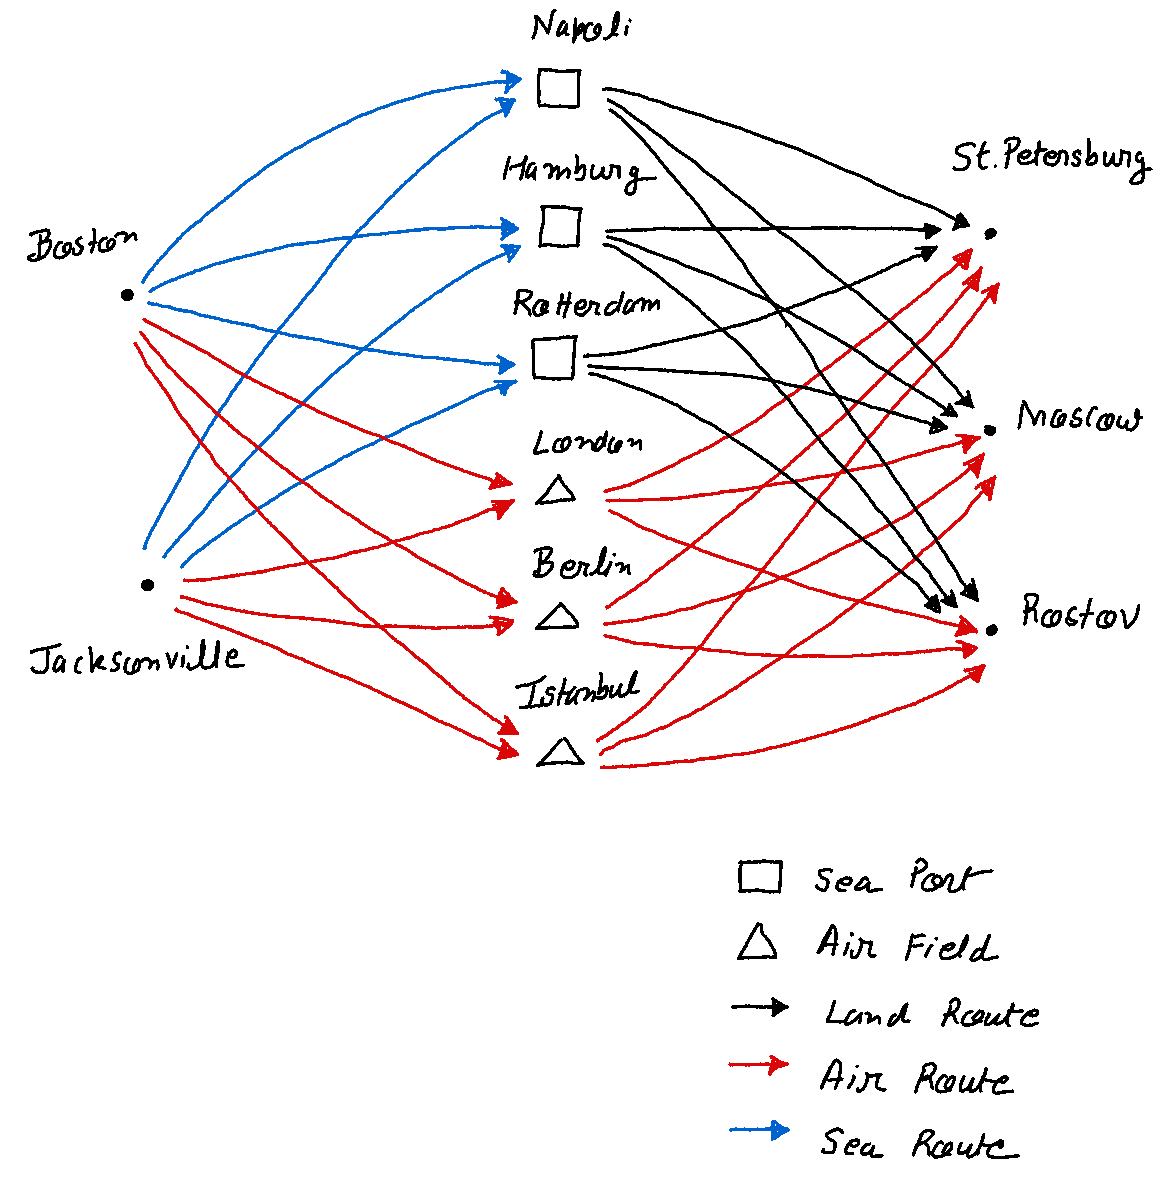 Napoli
Hamburg
St. Petersburg
Boston
Rotterdam
Moscow
London
Berlin
Rostov
Jacksonville
Istanbul
Sea Port
Air Field
Land Route
Air Route
Sea Route